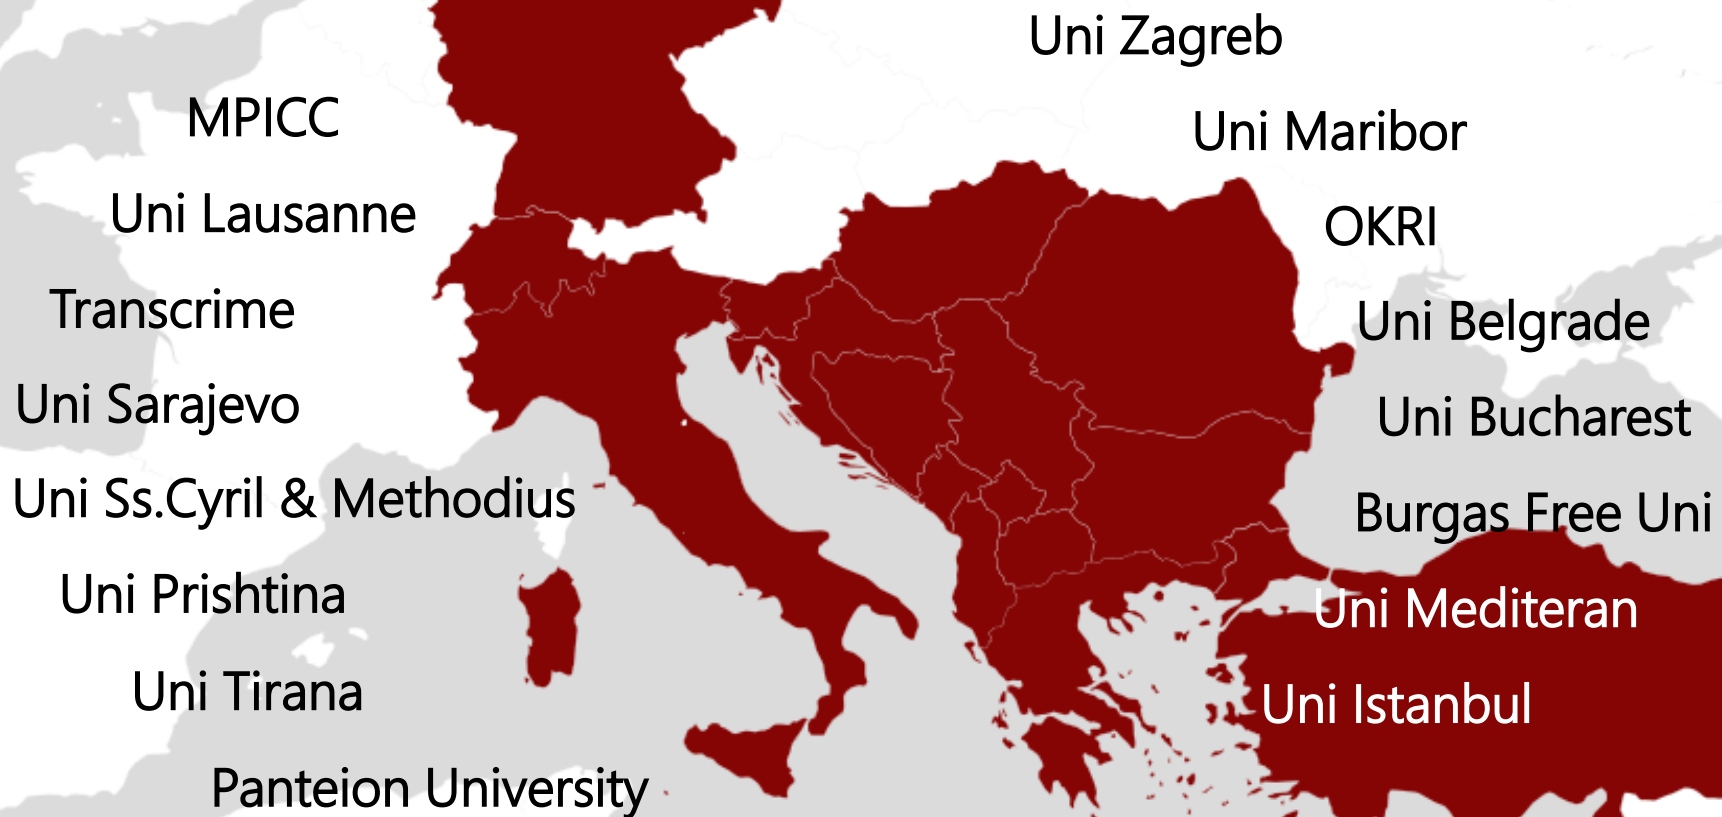 MPICC
Uni Lausanne
Transcrime
Uni Sarajevo
Uni Ss.Cyril & Methodius
Uni Prishtina
Uni Tirana
Panteion University
Uni Zagreb
Uni Maribor
OKRI
Uni Belgrade
Uni Bucharest
Burgas Free Uni
Uni Mediteran
Uni Istanbul